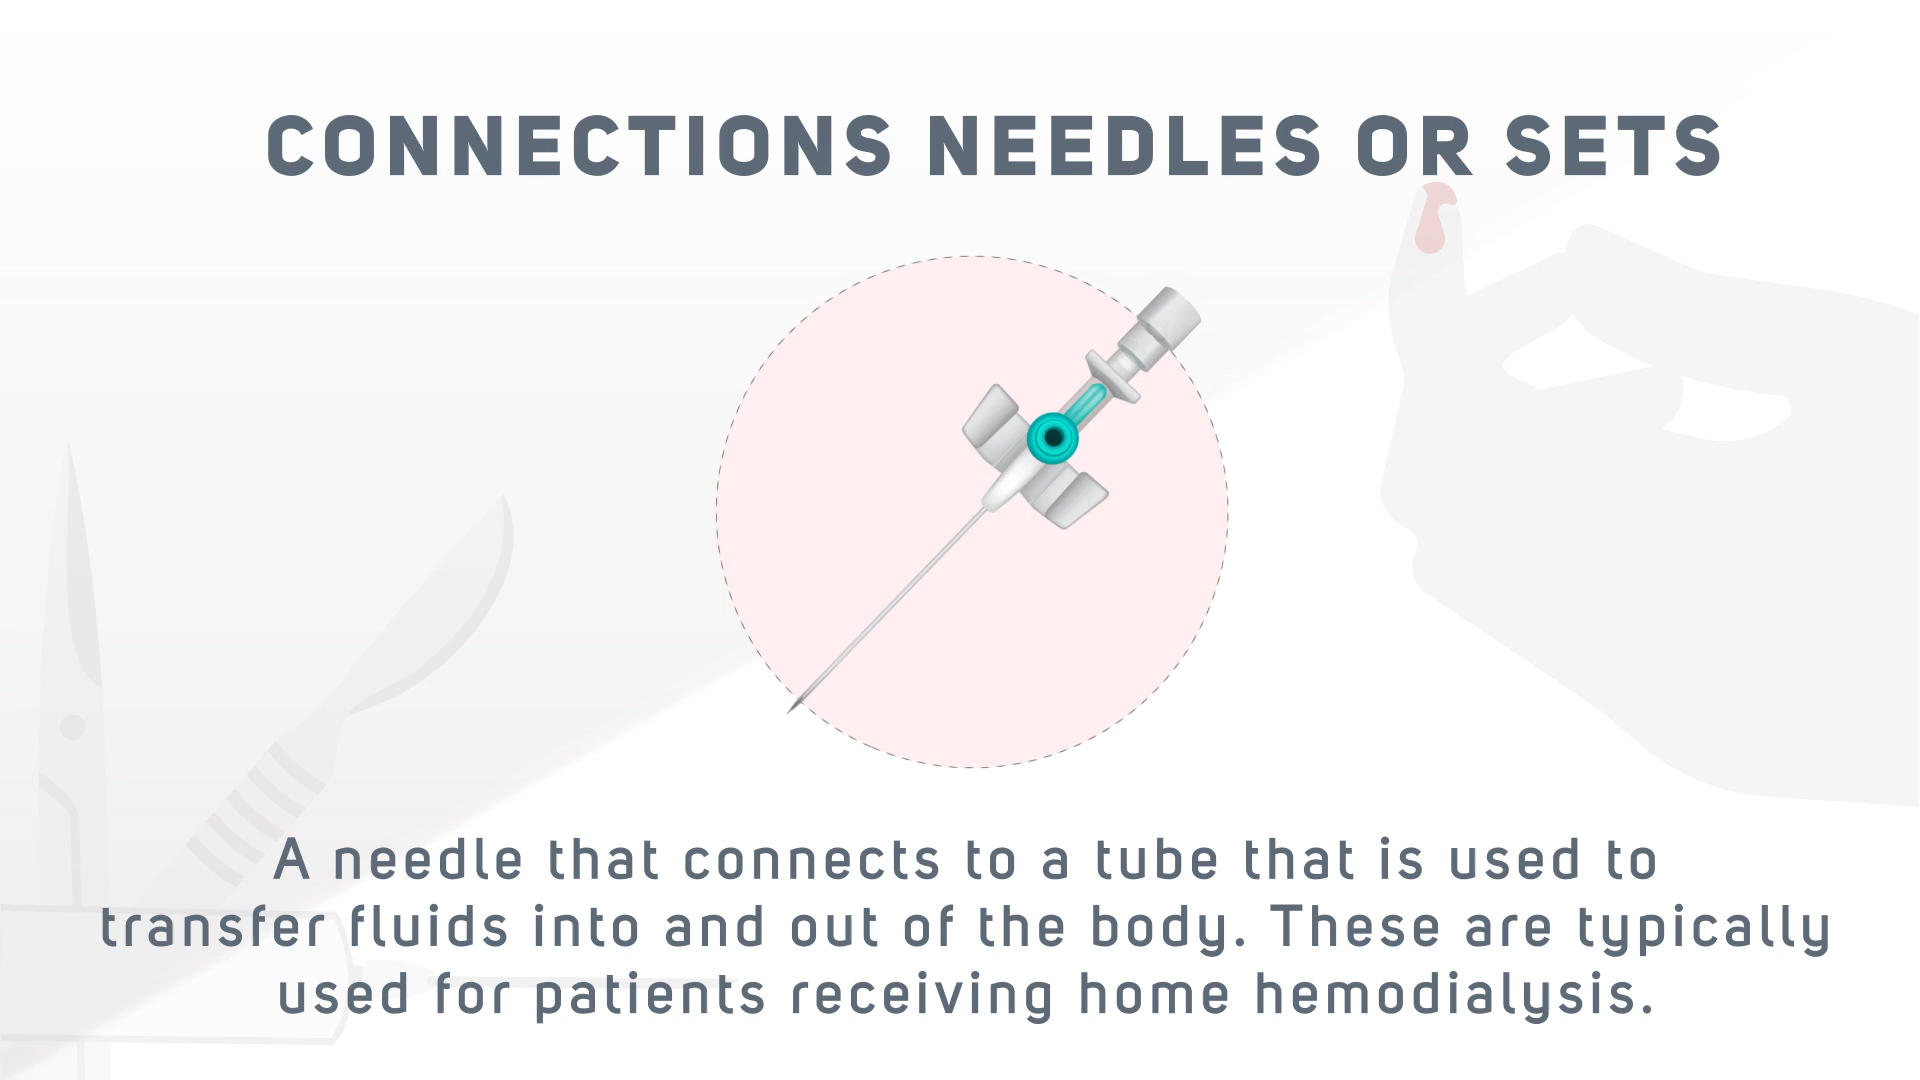 CONNECTIONS NEEDLES OR SETS
A needle that connects to a tube that is used to
transfer fluids into and out of the body. These are typically
used for patients receiving home hemodialysis.